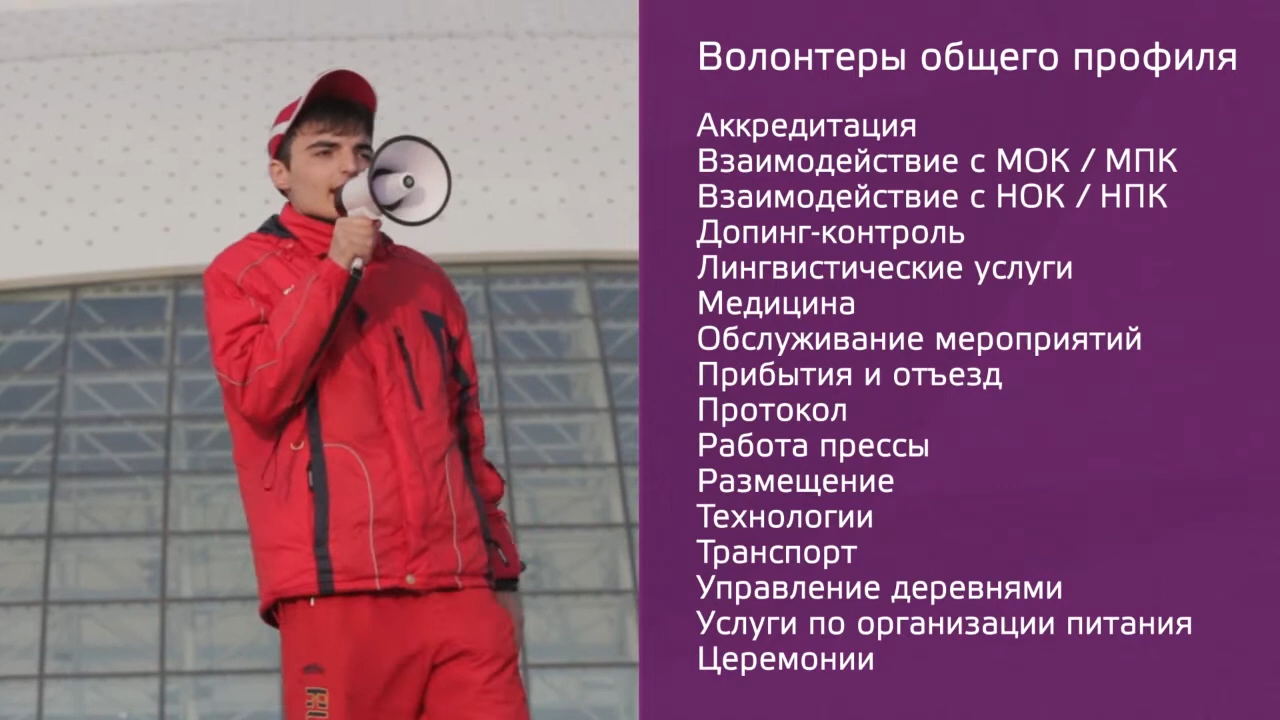 Волонтеры общего профиля
Аккредитация
Взаимодействие с МОК / МПК
Взаимодействие с НОК / НПК
Допинг-контроль
Лингвистические услуги
Медицина
Обслуживание мероприятий
Прибытия и отъезд
Протокол
Работа прессы
Размещение
Технологии
Транспорт
Управление деревнями
Услуги по организации питания
Церемонии